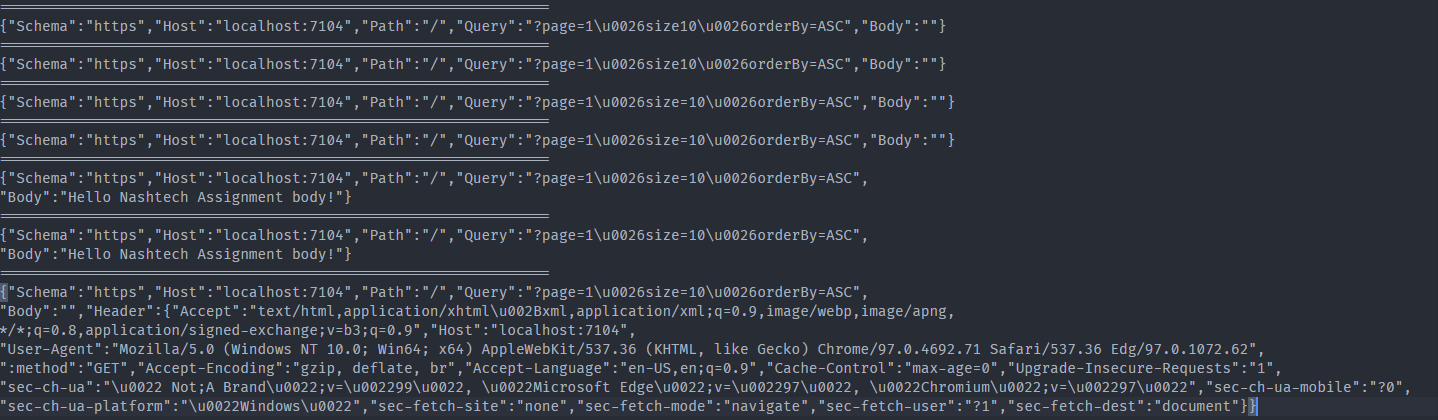 ==================================================================
{"Schema":"https","Host":"localhost:7104","Path":"/","Query":"?page=1\u0026size10\u0026orderBy=ASC","Body":""}
==================================================================
{"Schema":"https","Host":"localhost:7104","Path":"/","Query":"?page=1\u0026size10\u0026orderBy=ASC","Body":""}
==================================================================
{"Schema":"https","Host":"localhost:7104","Path":"/","Query":"?page=1\u0026size=10\u0026orderBy=ASC","Body":""}
==================================================================
{"Schema":"https","Host":"localhost:7104","Path":"/","Query":"?page=1\u0026size=10\u0026orderBy=ASC","Body":""}
==================================================================
{"Schema":"https","Host":"localhost:7104","Path":"/","Query":"?page=1\u0026size=10\u0026orderBy=ASC",
"Body":"Hello Nashtech Assignment body!"}
==================================================================
{"Schema":"https","Host":"localhost:7104","Path":"/","Query":"?page=1\u0026size=10\u0026orderBy=ASC",
"Body":"Hello Nashtech Assignment body!"}
==================================================================
{"Schema":"https","Host":"localhost:7104","Path":"/","Query":"?page=1\u0026size=10\u0026orderBy=ASC",
"Body":"","Header":{"Accept":"text/html,application/xhtml\u002Bxml,application/xml;q=0.9,image/webp,image/apng,
*/*;q=0.8,application/signed-exchange;v=b3;q=0.9","Host":"localhost:7104",
"User-Agent":"Mozilla/5.0 (Windows NT 10.0; Win64; x64) AppleWebKit/537.36 (KHTML, like Gecko) Chrome/97.0.4692.71 Safari/537.36 Edg/97.0.1072.62",
":method":"GET","Accept-Encoding":"gzip, deflate, br","Accept-Language":"en-US,en;q=0.9","Cache-Control":"max-age=0","Upgrade-Insecure-Requests":"1",
"sec-ch-ua":"\u0022 Not;A Brand\u0022;v=\u002299\u0022, \u0022Microsoft Edge\u0022;v=\u002297\u0022, \u0022Chromium\u0022;v=\u002297\u0022","sec-ch-ua-mobile":"?0",
"sec-ch-ua-platform":"\u0022Windows\u0022","sec-fetch-site":"none","sec-fetch-mode":"navigate","sec-fetch-user":"?1","sec-fetch-dest":"document"}}